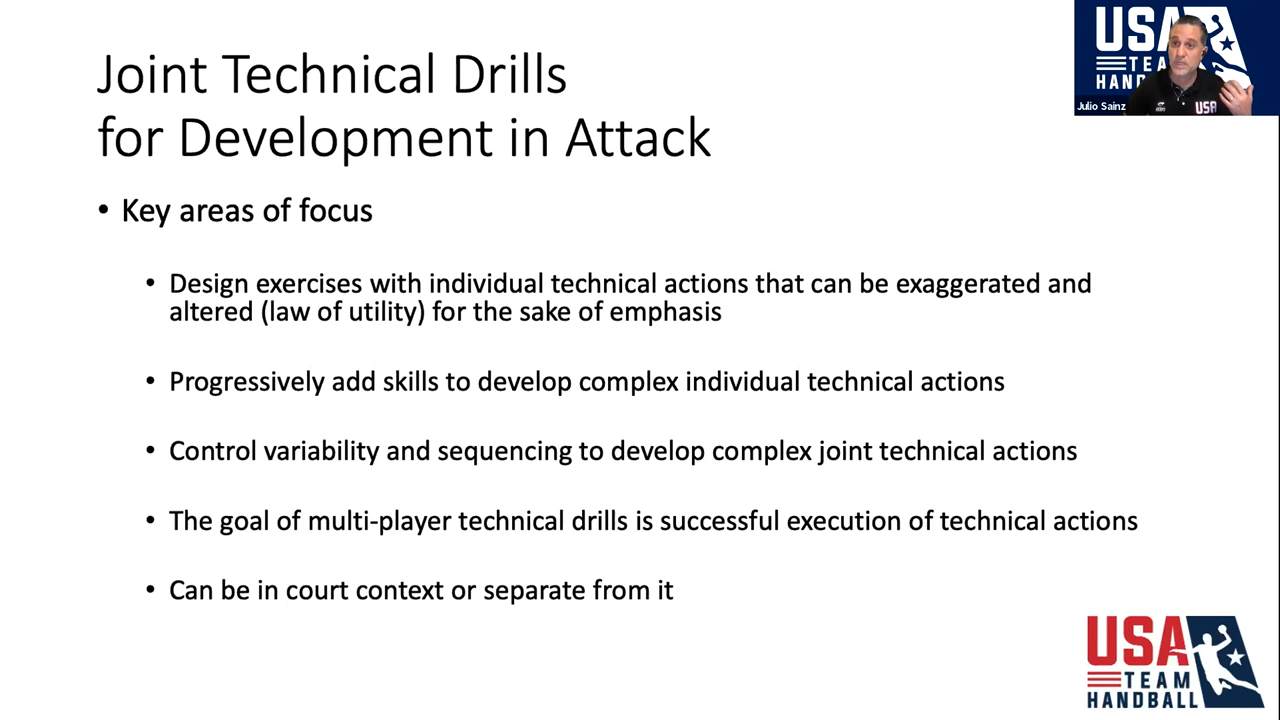 Joint Technical Drills
for Development in Attack
• Key areas of focus
• Design exercises with individual technical actions that can be exaggerated and
altered (law of utility) for the sake of emphasis
• Progressively add skills to develop complex individual technical actions
• Control variability and sequencing to develop complex joint technical actions
• The goal of multi-player technical drills is successful execution of technical actions
• Can be in court context or separate from it
USA
TEA
HANDB
Julio Sainz
USA
USA
TEAM
HANDBALL